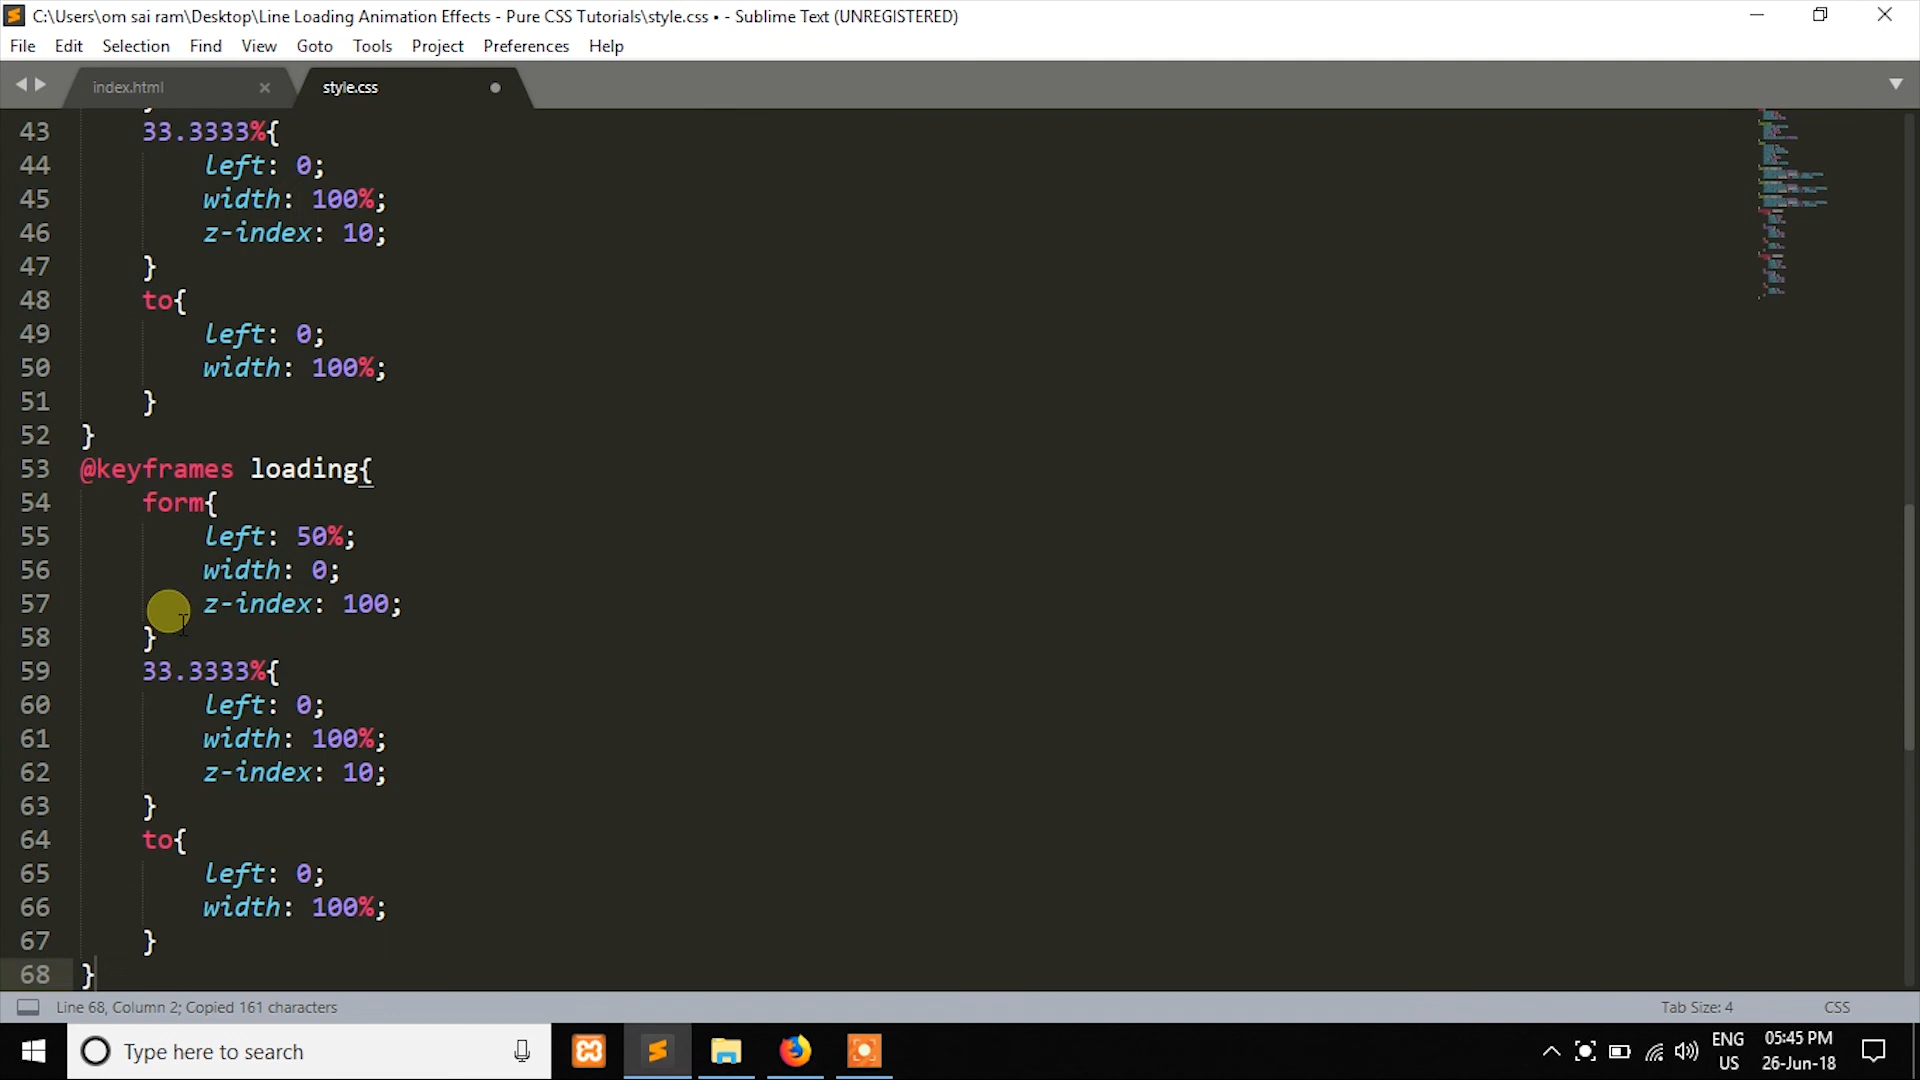 C:\Users\om sai ram\Desktop\Line Loading Animation Effects - Pure CSS Tutorials\style.css • - Sublime Text (UNREGISTERED)
File Edit Selection Find View Goto Tools Project Preferences Help
index.html style.css
43 33.3333%{
44 left: 0;
45 width: 100%;
46 z-index: 10;
47 }
48 to{
49 left: 0;
50 width: 100%;
51 }
52 }
53 @keyframes loading{
54 form{
55 left: 50%;
56 width: 0;
57 z-index: 100;
58 }
59 33.3333%{
60 left: 0;
61 width: 100%;
62 z-index: 10;
63 }
64 to{
65 left: 0;
66 width: 100%;
67 }
68 }
Line 68, Column 2; Copied 161 characters Tab Size: 4 CSS
Type here to search ENG 05:45 PM
US 26-Jun-18